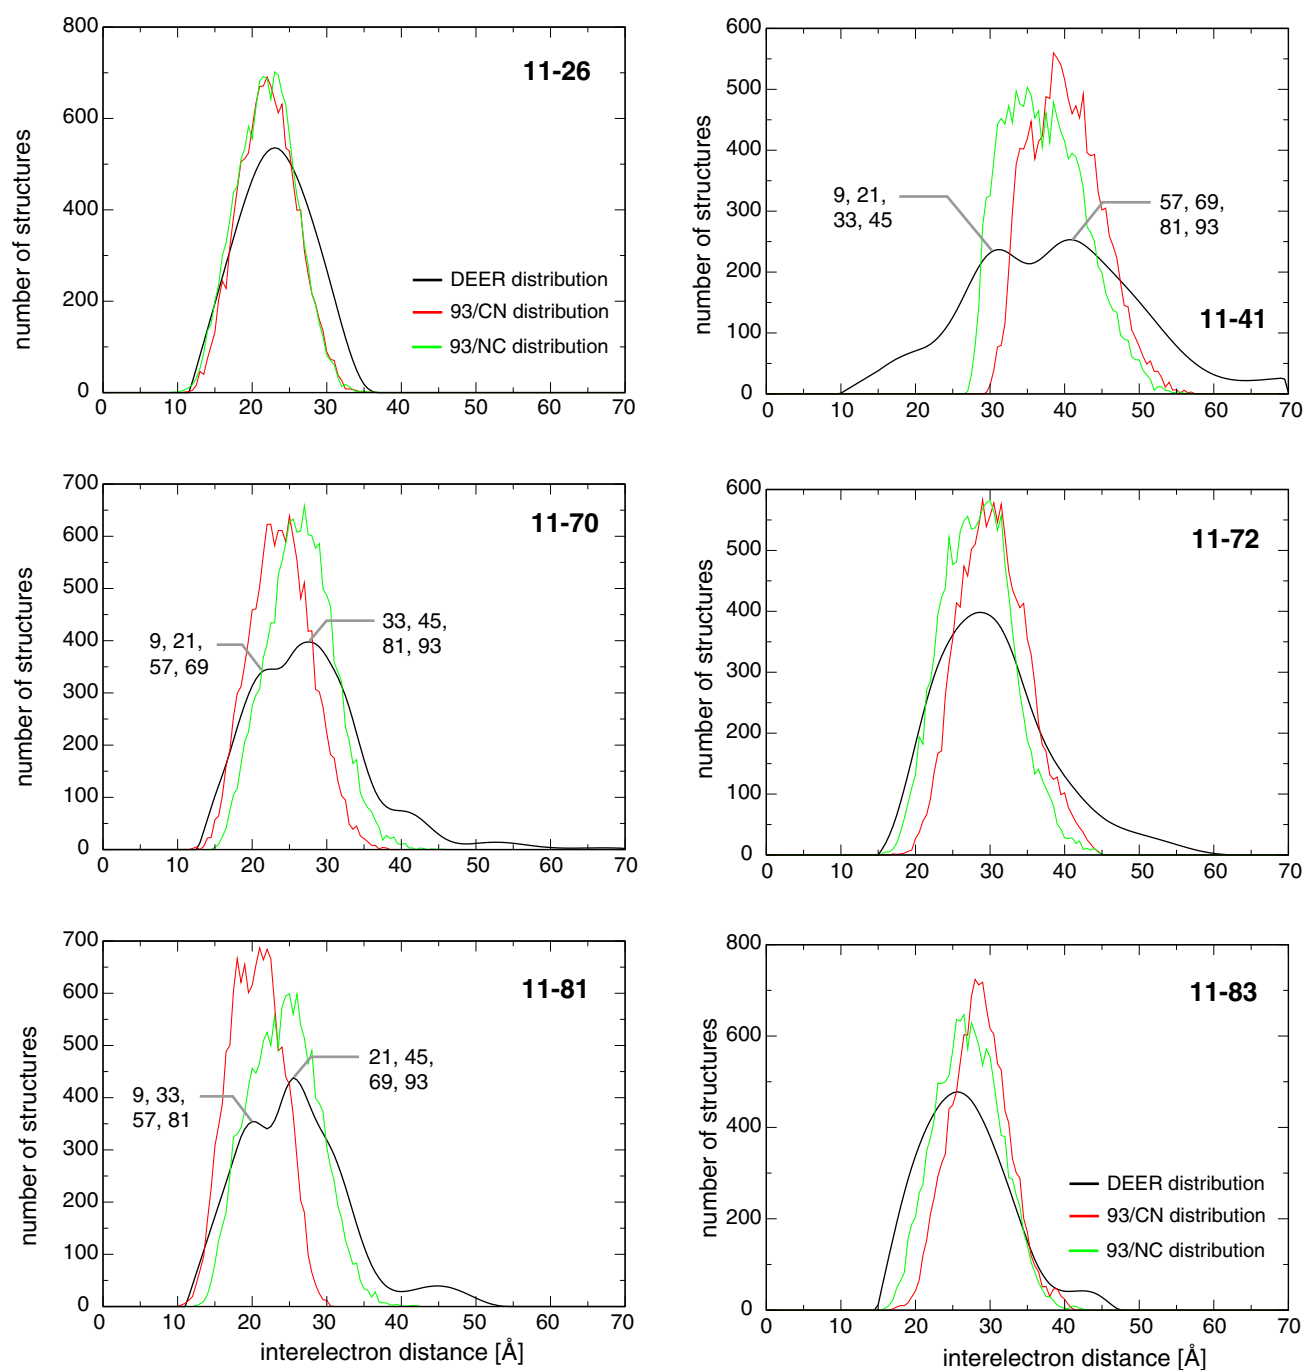 800
600
400
200
0
number of structures
11-26
DEER distribution
93/CN distribution
93/NC distribution
0 10 20 30 40 50 60 70
600
500
400
300
200
100
0
number of structures
9, 21,
33, 45
57, 69,
81, 93
11-41
0 10 20 30 40 50 60 70
700
600
500
400
300
200
100
0
number of structures
11-70
9, 21,
57, 69
33, 45,
81, 93
0 10 20 30 40 50 60 70
600
500
400
300
200
100
0
number of structures
11-72
0 10 20 30 40 50 60 70
700
600
500
400
300
200
100
0
number of structures
11-81
9, 33,
57, 81
21, 45,
69, 93
0 10 20 30 40 50 60 70
interelectron distance [Å]
800
600
400
200
0
number of structures
11-83
DEER distribution
93/CN distribution
93/NC distribution
0 10 20 30 40 50 60 70
interelectron distance [Å]